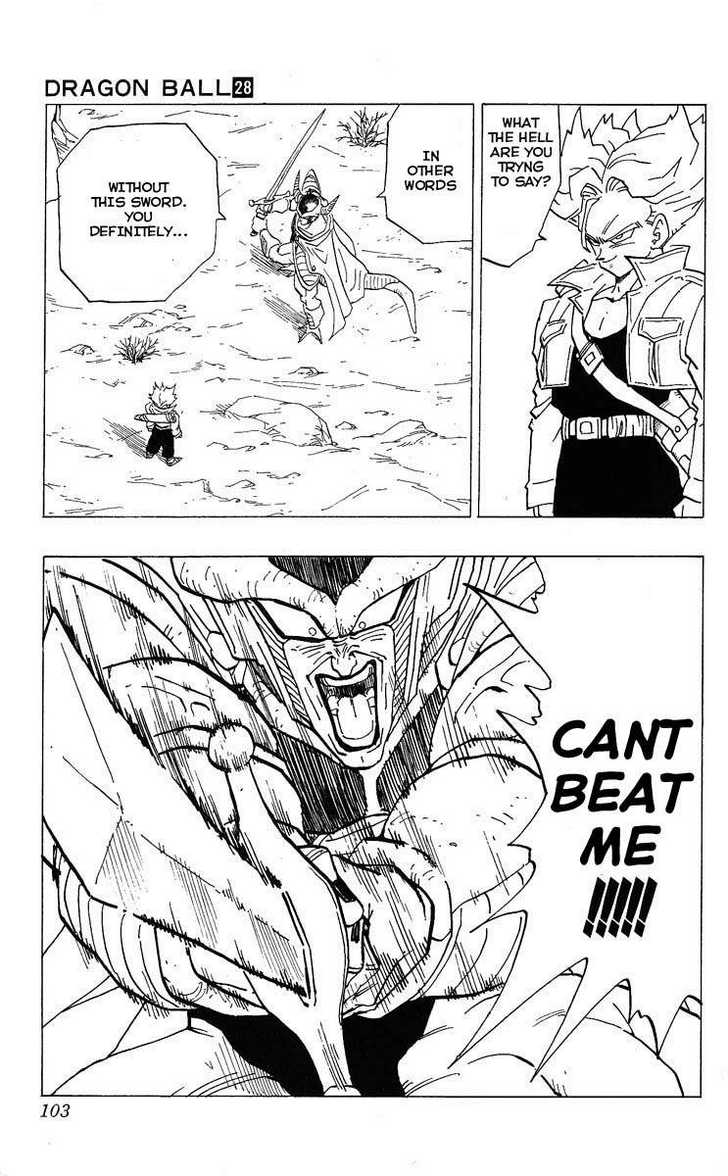 DRAGON BALL 28
WHAT
THE HELL
ARE YOU
TRYNG
TO SAY?
IN
OTHER
WORDS
WITHOUT
THIS SWORD.
YOU
DEFINITELY...
CANT
BEAT
ME
!!!!!
103